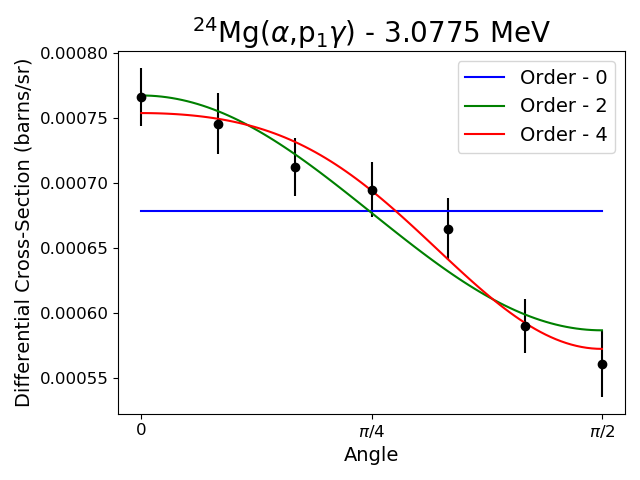 ²⁴Mg(α,p₁γ) - 3.0775 MeV
Order - 0
Order - 2
Order - 4
Differential Cross-Section (barns/sr)
0.00080
0.00075
0.00070
0.00065
0.00060
0.00055
0
π/4
π/2
Angle